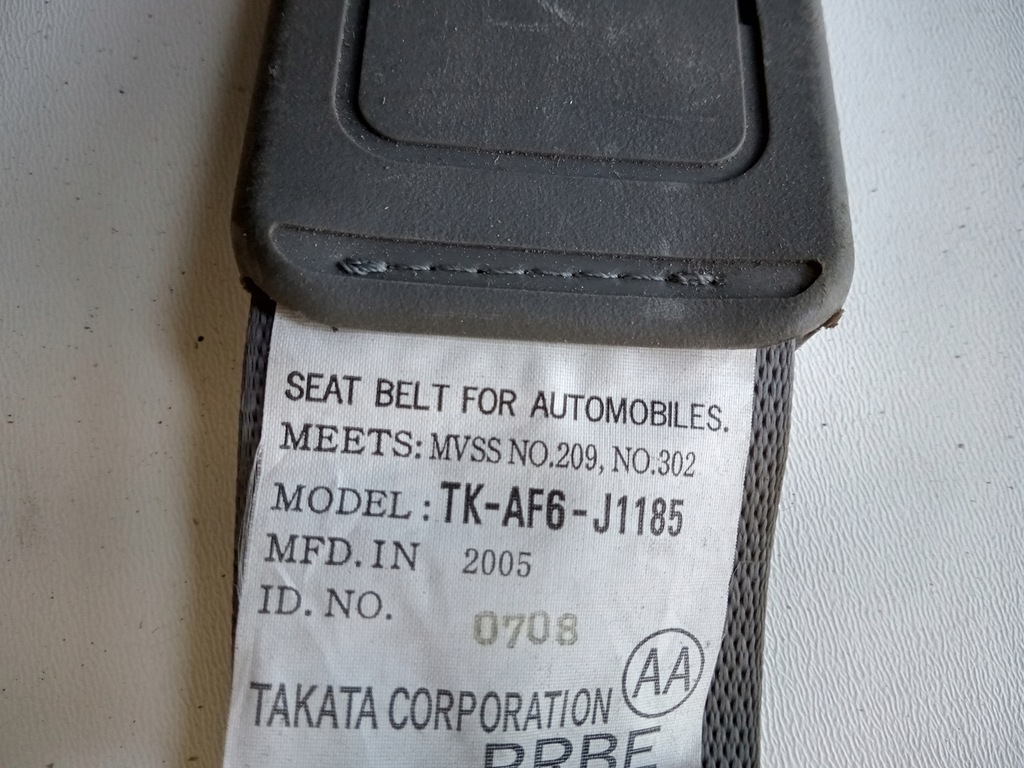 SEAT BELT FOR AUTOMOBILES.
MEETS: MVSS NO.209, NO.302
MODEL : TK-AF6-J1185
MFD. IN 2005
ID. NO. 0708
AA
TAKATA CORPORATION